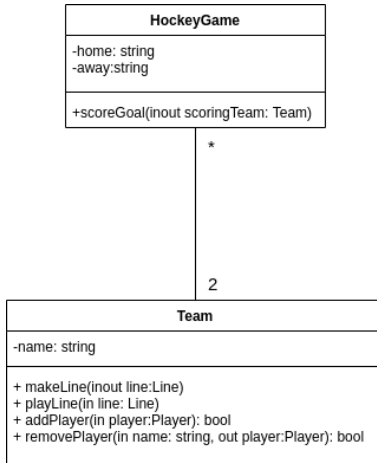 HockeyGame
-home: string
-away:string
+scoreGoal(inout scoringTeam: Team)
*
2
Team
-name: string
+ makeLine(inout line:Line)
+ playLine(in line: Line)
+ addPlayer(in player:Player): bool
+ removePlayer(in name: string, out player:Player): bool